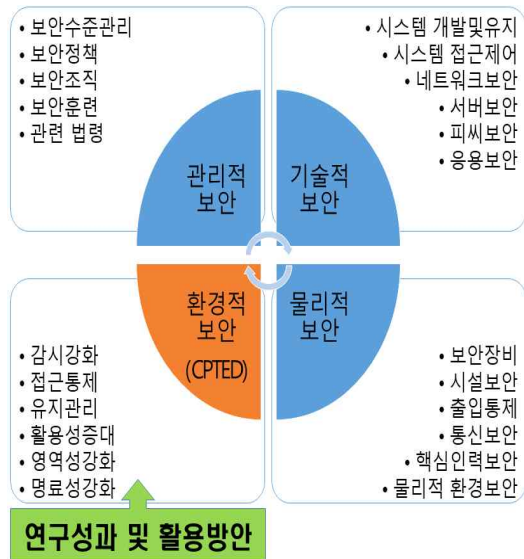 • 보안수준관리
• 보안정책
• 보안조직
• 보안훈련
• 관련 법령
관리적
보안
• 시스템 개발및유지
• 시스템 접근제어
• 네트워크보안
• 서버보안
• 피씨보안
• 응용보안
기술적
보안
환경적
보안
(CPTED)
• 감시강화
• 접근통제
• 유지관리
• 활용성증대
• 영역성강화
• 명료성강화
물리적
보안
• 보안장비
• 시설보안
• 출입통제
• 통신보안
• 핵심인력보안
• 물리적 환경보안
연구성과 및 활용방안